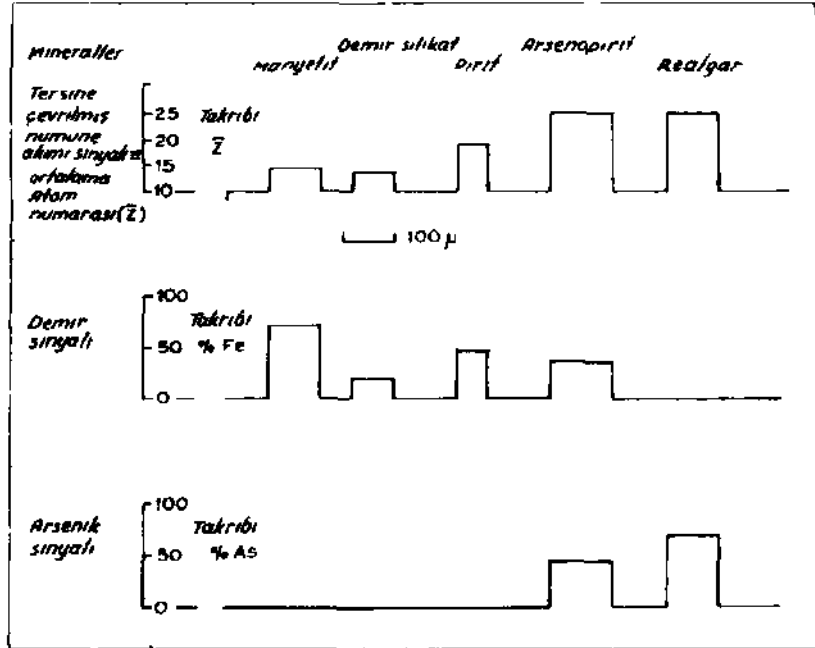 Mineraller
Manyetit
Demir silikat
Pirit
Arsenopirit
Realgar
Tersine
çevrilmiş
numune
akımı sinyali=
ortalama
Atom
numarası(Z̄)
25
20
15
10
Takribi
Z̄
100 µ
Demir
sinyali
100
50
0
Takribi
% Fe
Arsenik
sinyali
100
50
0
Takribi
% As